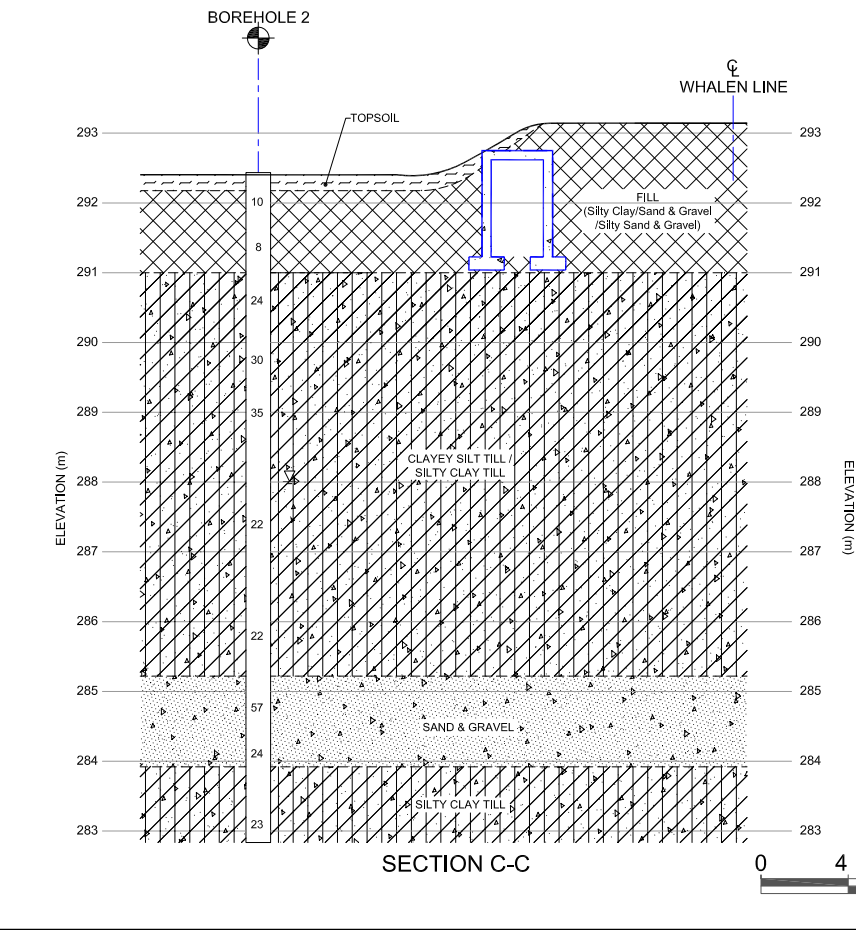 BOREHOLE 2
℄
WHALEN LINE
TOPSOIL
293
293
292
10
FILL
(Silty Clay/Sand & Gravel
/Silty Sand & Gravel)
292
8
291
291
24
290
290
30
289
35
289
CLAYEY SILT TILL /
SILTY CLAY TILL
288
288
ELEVATION (m)
ELEVATION (m)
22
287
287
286
286
22
285
285
57
SAND & GRAVEL
24
284
284
SILTY CLAY TILL
283
23
283
SECTION C-C
0
4